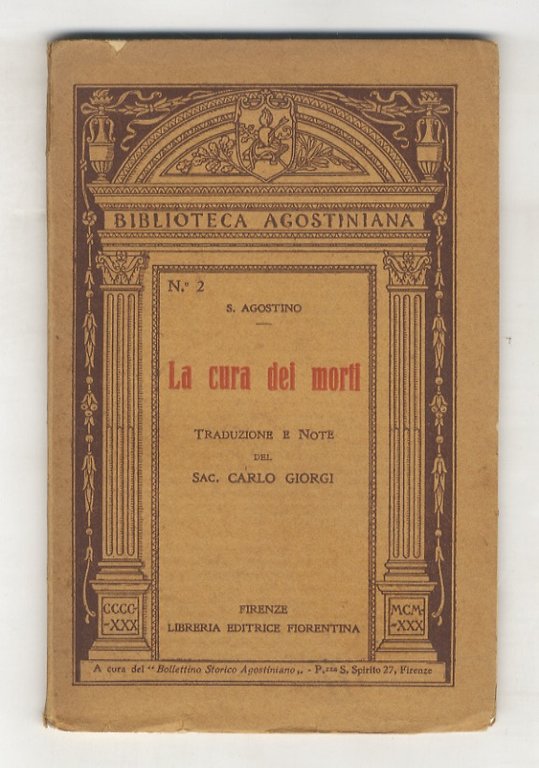 BIBLIOTECA AGOSTINIANA
N.º 2
S. AGOSTINO
La cura dei morti
TRADUZIONE E NOTE
DEL
SAC. CARLO GIORGI
FIRENZE
LIBRERIA EDITRICE FIORENTINA
CCCC-
-XXX
MCM-
-XXX
A cura del "Bollettino Storico Agostiniano„ - P.zza S. Spirito 27, Firenze